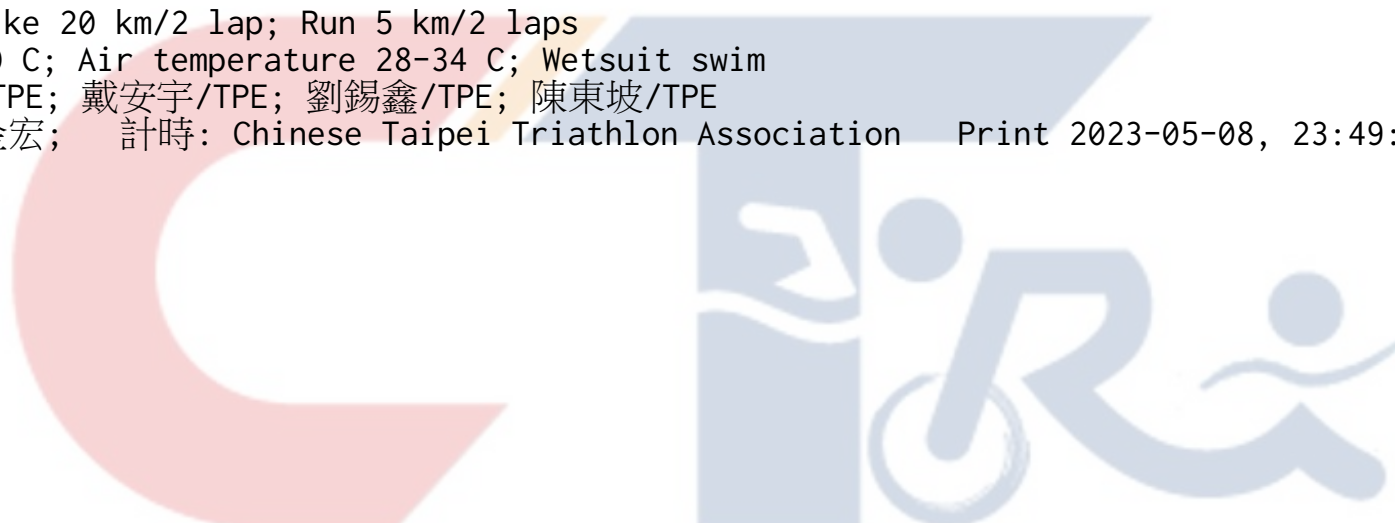 ke 20 km/2 lap; Run 5 km/2 laps
C; Air temperature 28-34 C; Wetsuit swim
TPE; 戴安宇/TPE; 劉錫鑫/TPE; 陳東坡/TPE
宏; 計時: Chinese Taipei Triathlon Association Print 2023-05-08, 23:49: